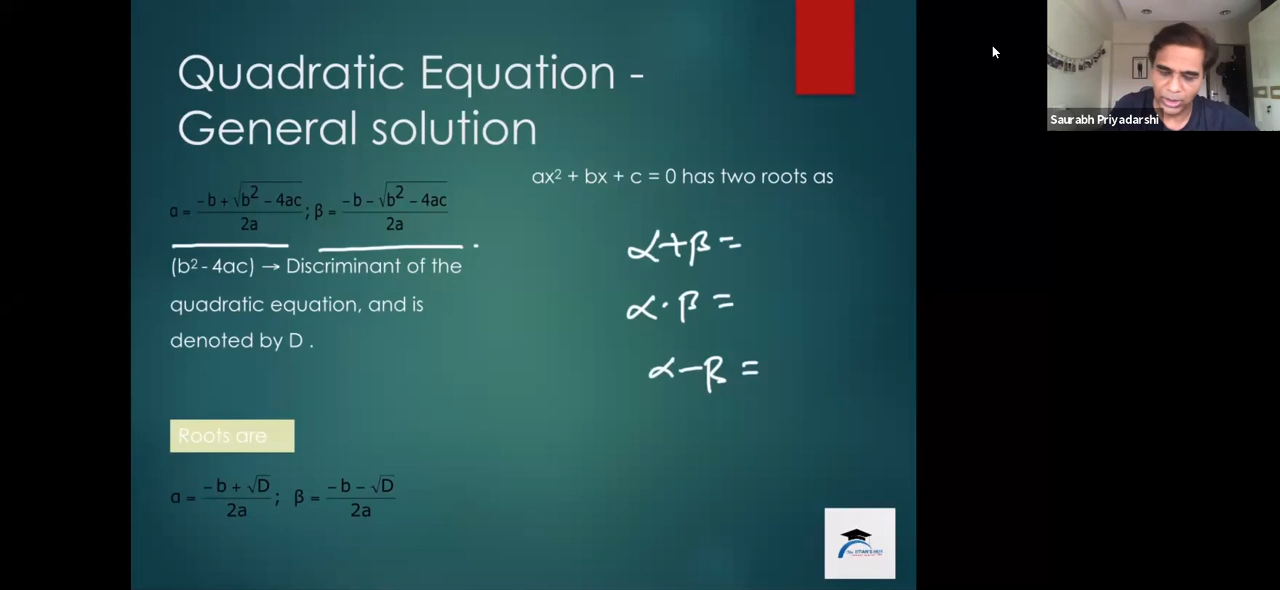 Quadratic Equation -
General solution
ax² + bx + c = 0 has two roots as
α = (-b + √(b² - 4ac))/2a ; β = (-b - √(b² - 4ac))/2a
(b² - 4ac) → Discriminant of the
quadratic equation, and is
denoted by D .
α+β =
α·β =
α-β =
Roots are
α = (-b + √D)/2a ; β = (-b - √D)/2a
Saurabh Priyadarshi